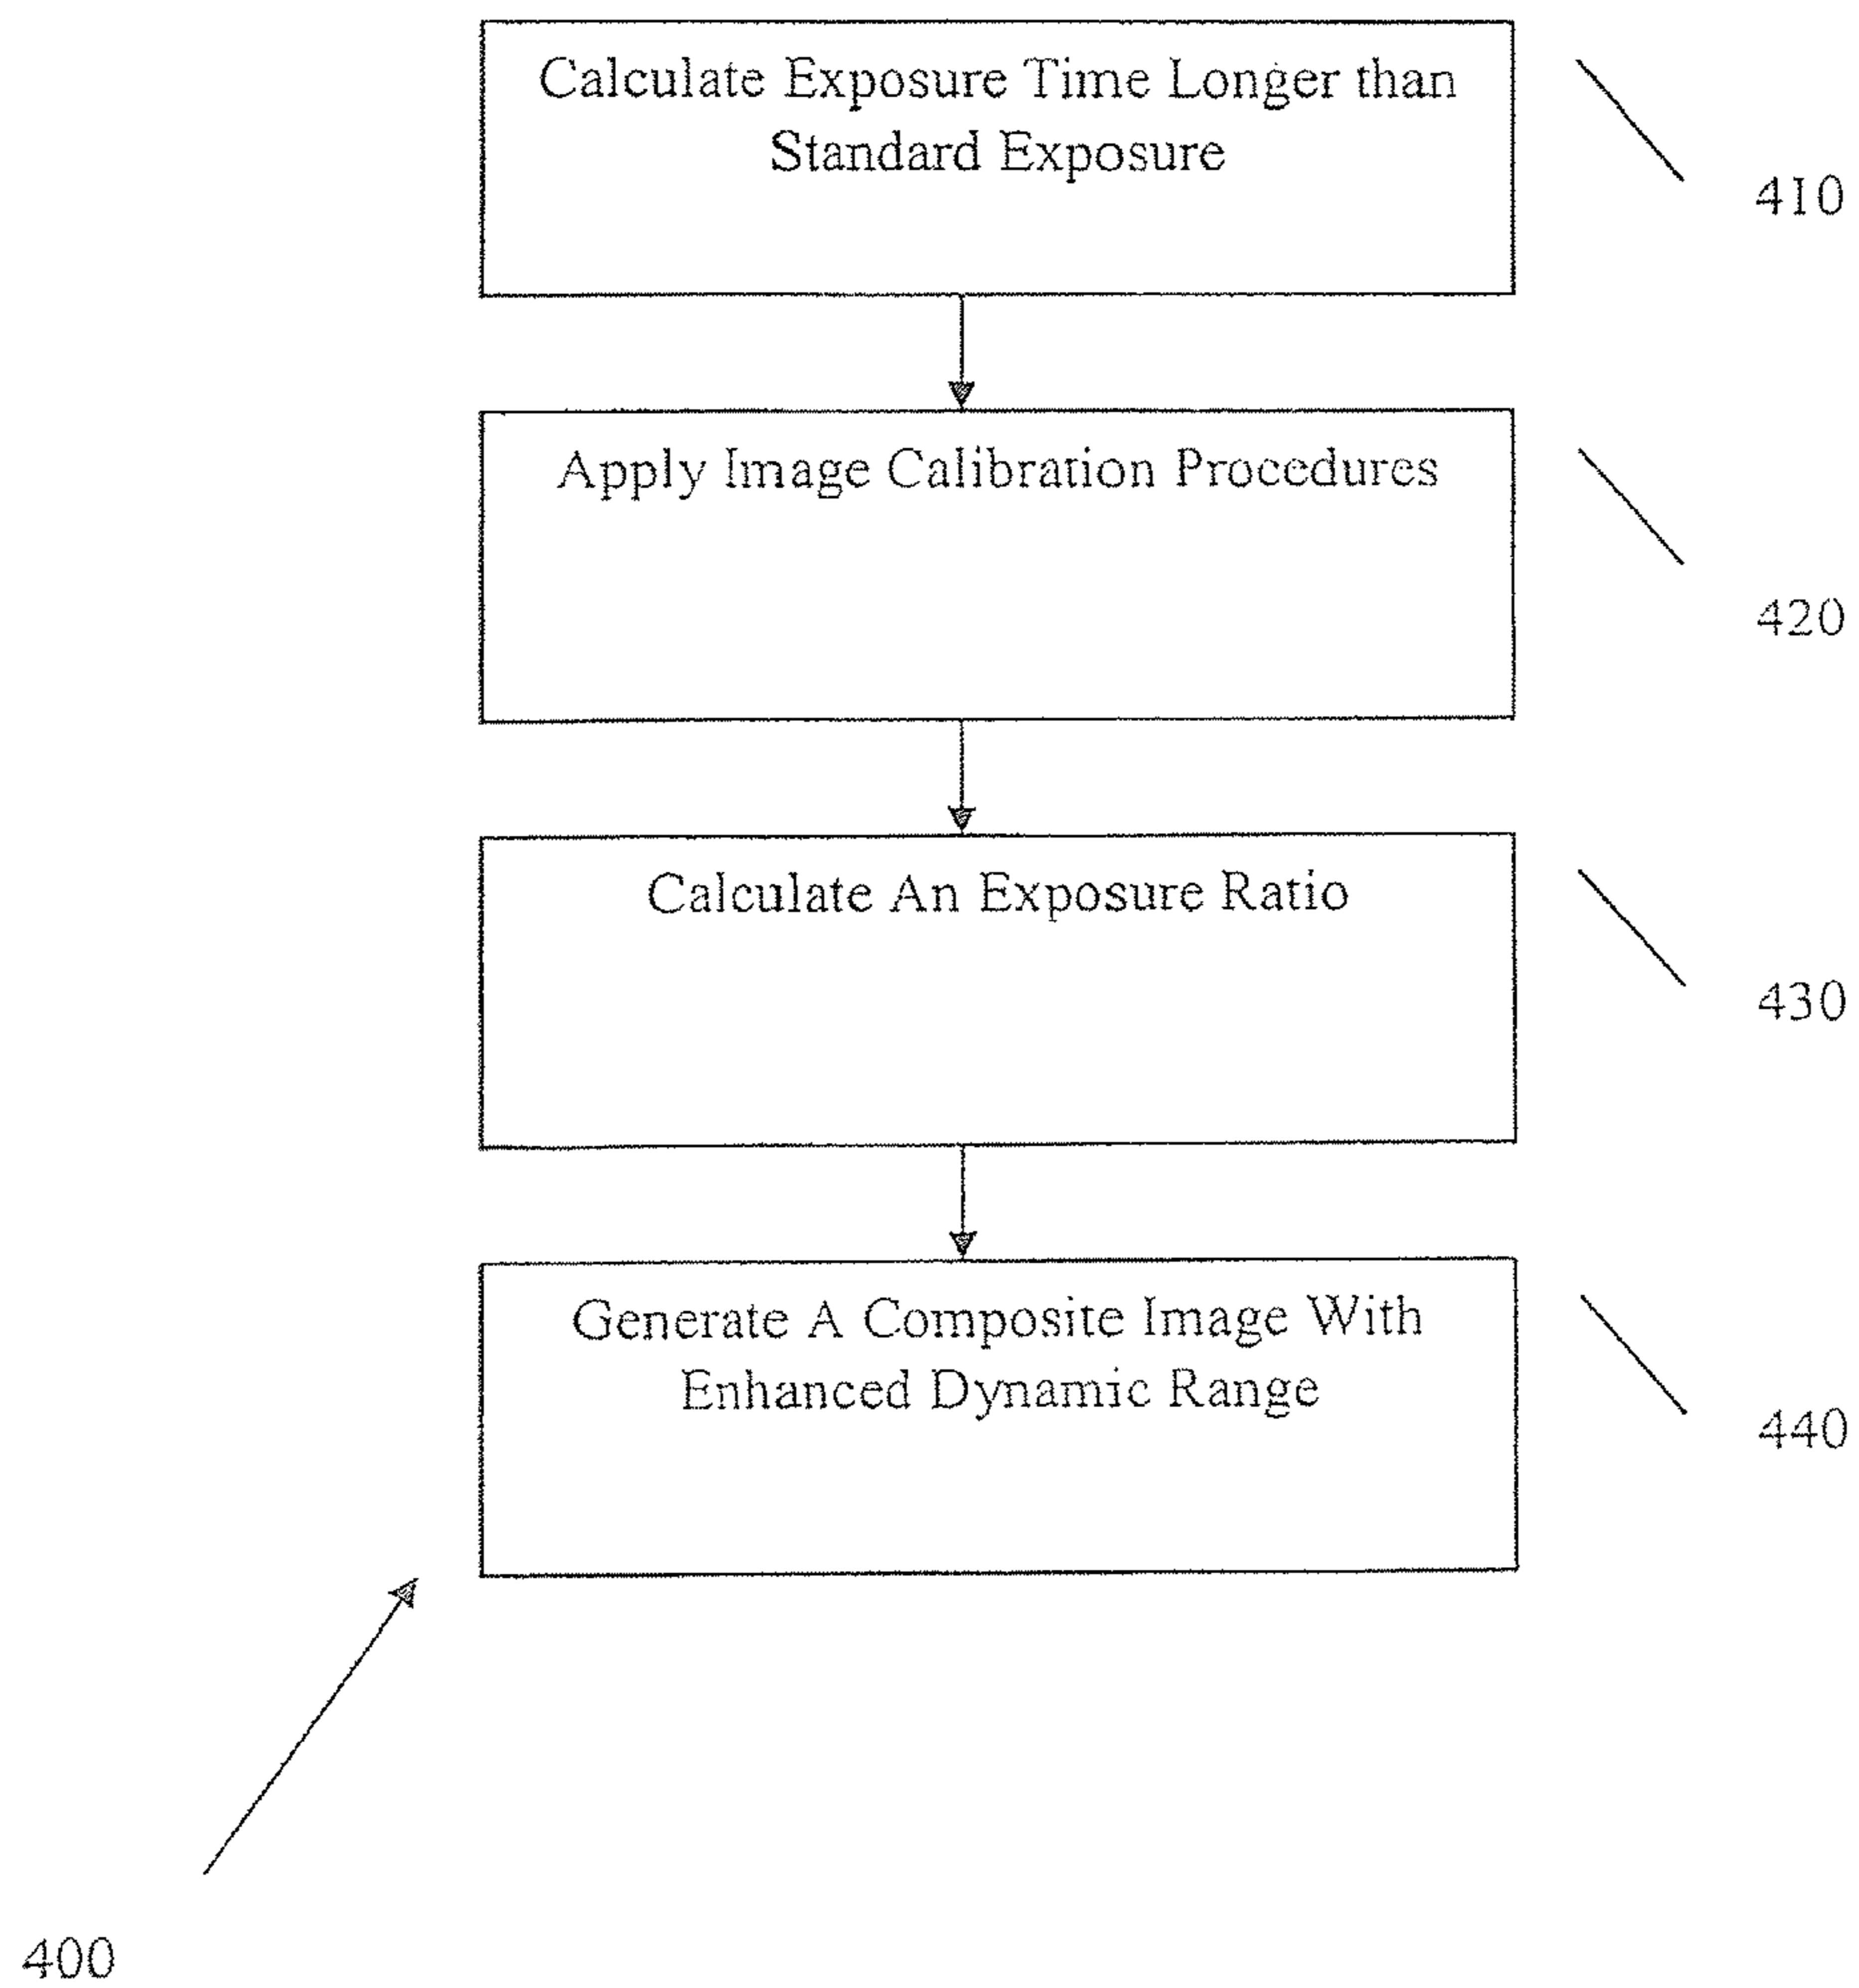 Calculate Exposure Time Longer than
Standard Exposure
410
Apply Image Calibration Procedures
420
Calculate An Exposure Ratio
430
Generate A Composite Image With
Enhanced Dynamic Range
440
400